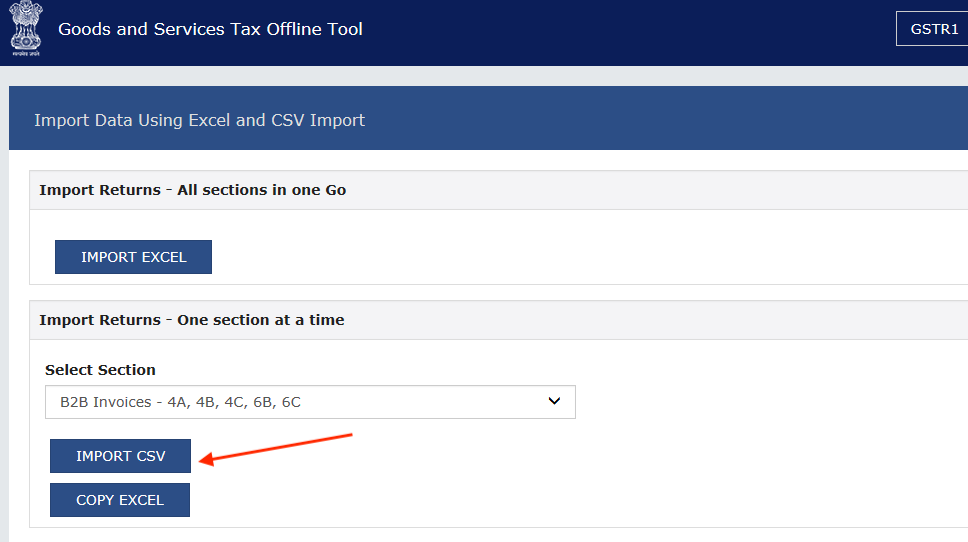 Goods and Services Tax Offline Tool
GSTR1
Import Data Using Excel and CSV Import
Import Returns - All sections in one Go
IMPORT EXCEL
Import Returns - One section at a time
Select Section
B2B Invoices - 4A, 4B, 4C, 6B, 6C
IMPORT CSV
COPY EXCEL